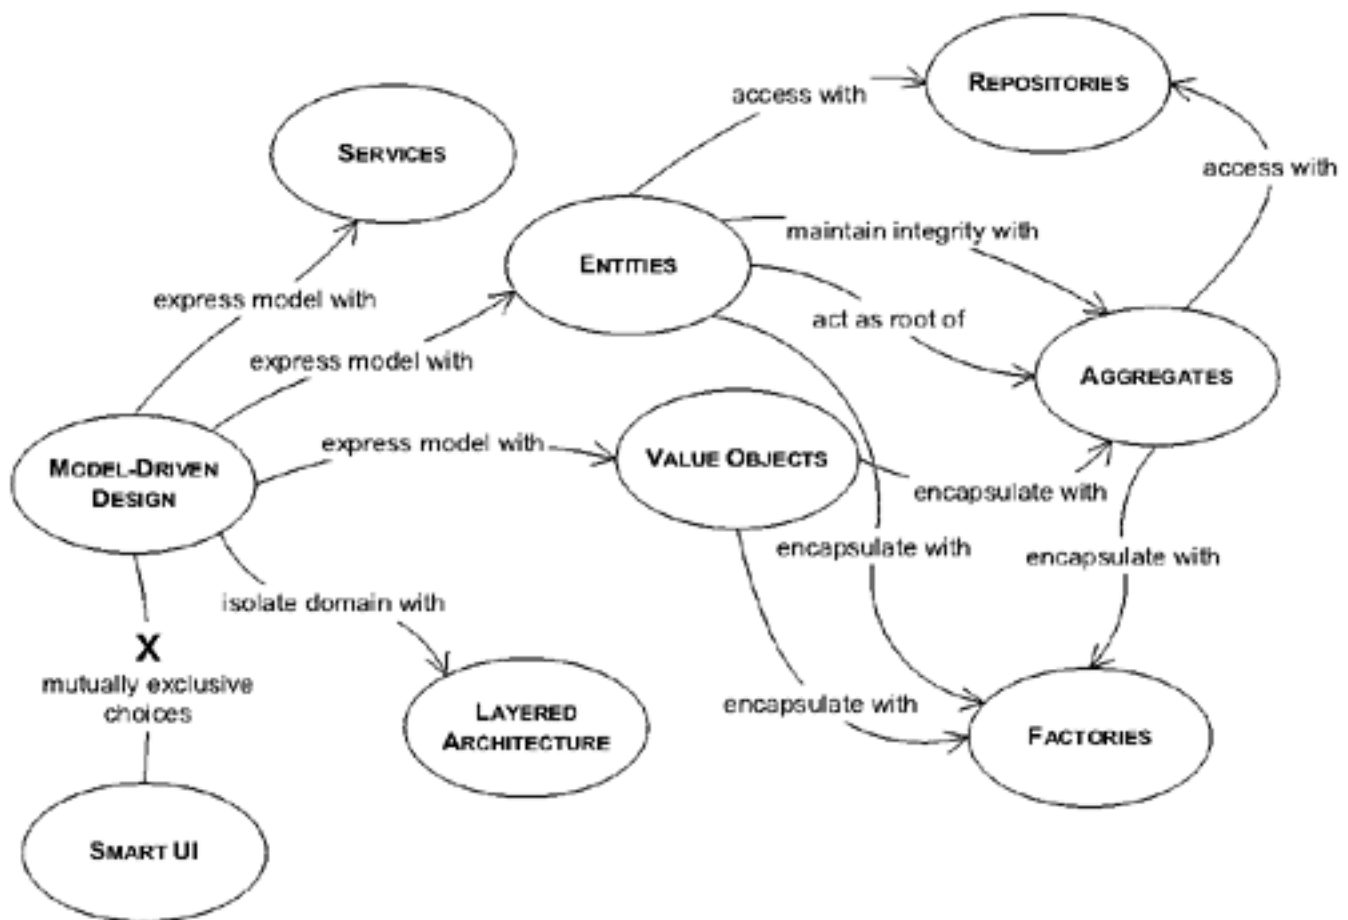 REPOSITORIES
access with
SERVICES
access with
maintain integrity with
ENTITIES
express model with
act as root of
express model with
AGGREGATES
express model with
VALUE OBJECTS
MODEL-DRIVEN
DESIGN
encapsulate with
encapsulate with
encapsulate with
isolate domain with
X
mutually exclusive
choices
encapsulate with
LAYERED
ARCHITECTURE
FACTORIES
SMART UI